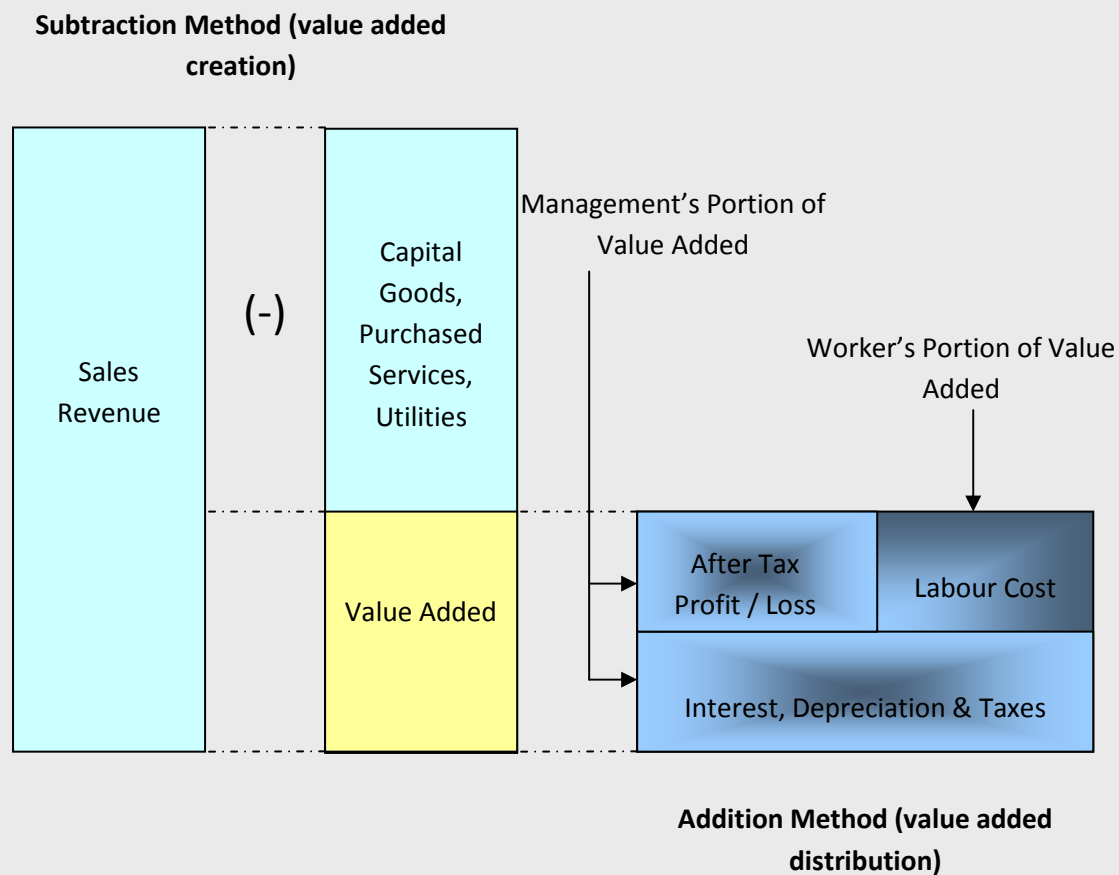 Subtraction Method (value added
creation)
Sales
Revenue
(-)
Capital
Goods,
Purchased
Services,
Utilities
Value Added
Management’s Portion of
Value Added
Worker’s Portion of Value
Added
After Tax
Profit / Loss
Labour Cost
Interest, Depreciation & Taxes
Addition Method (value added
distribution)